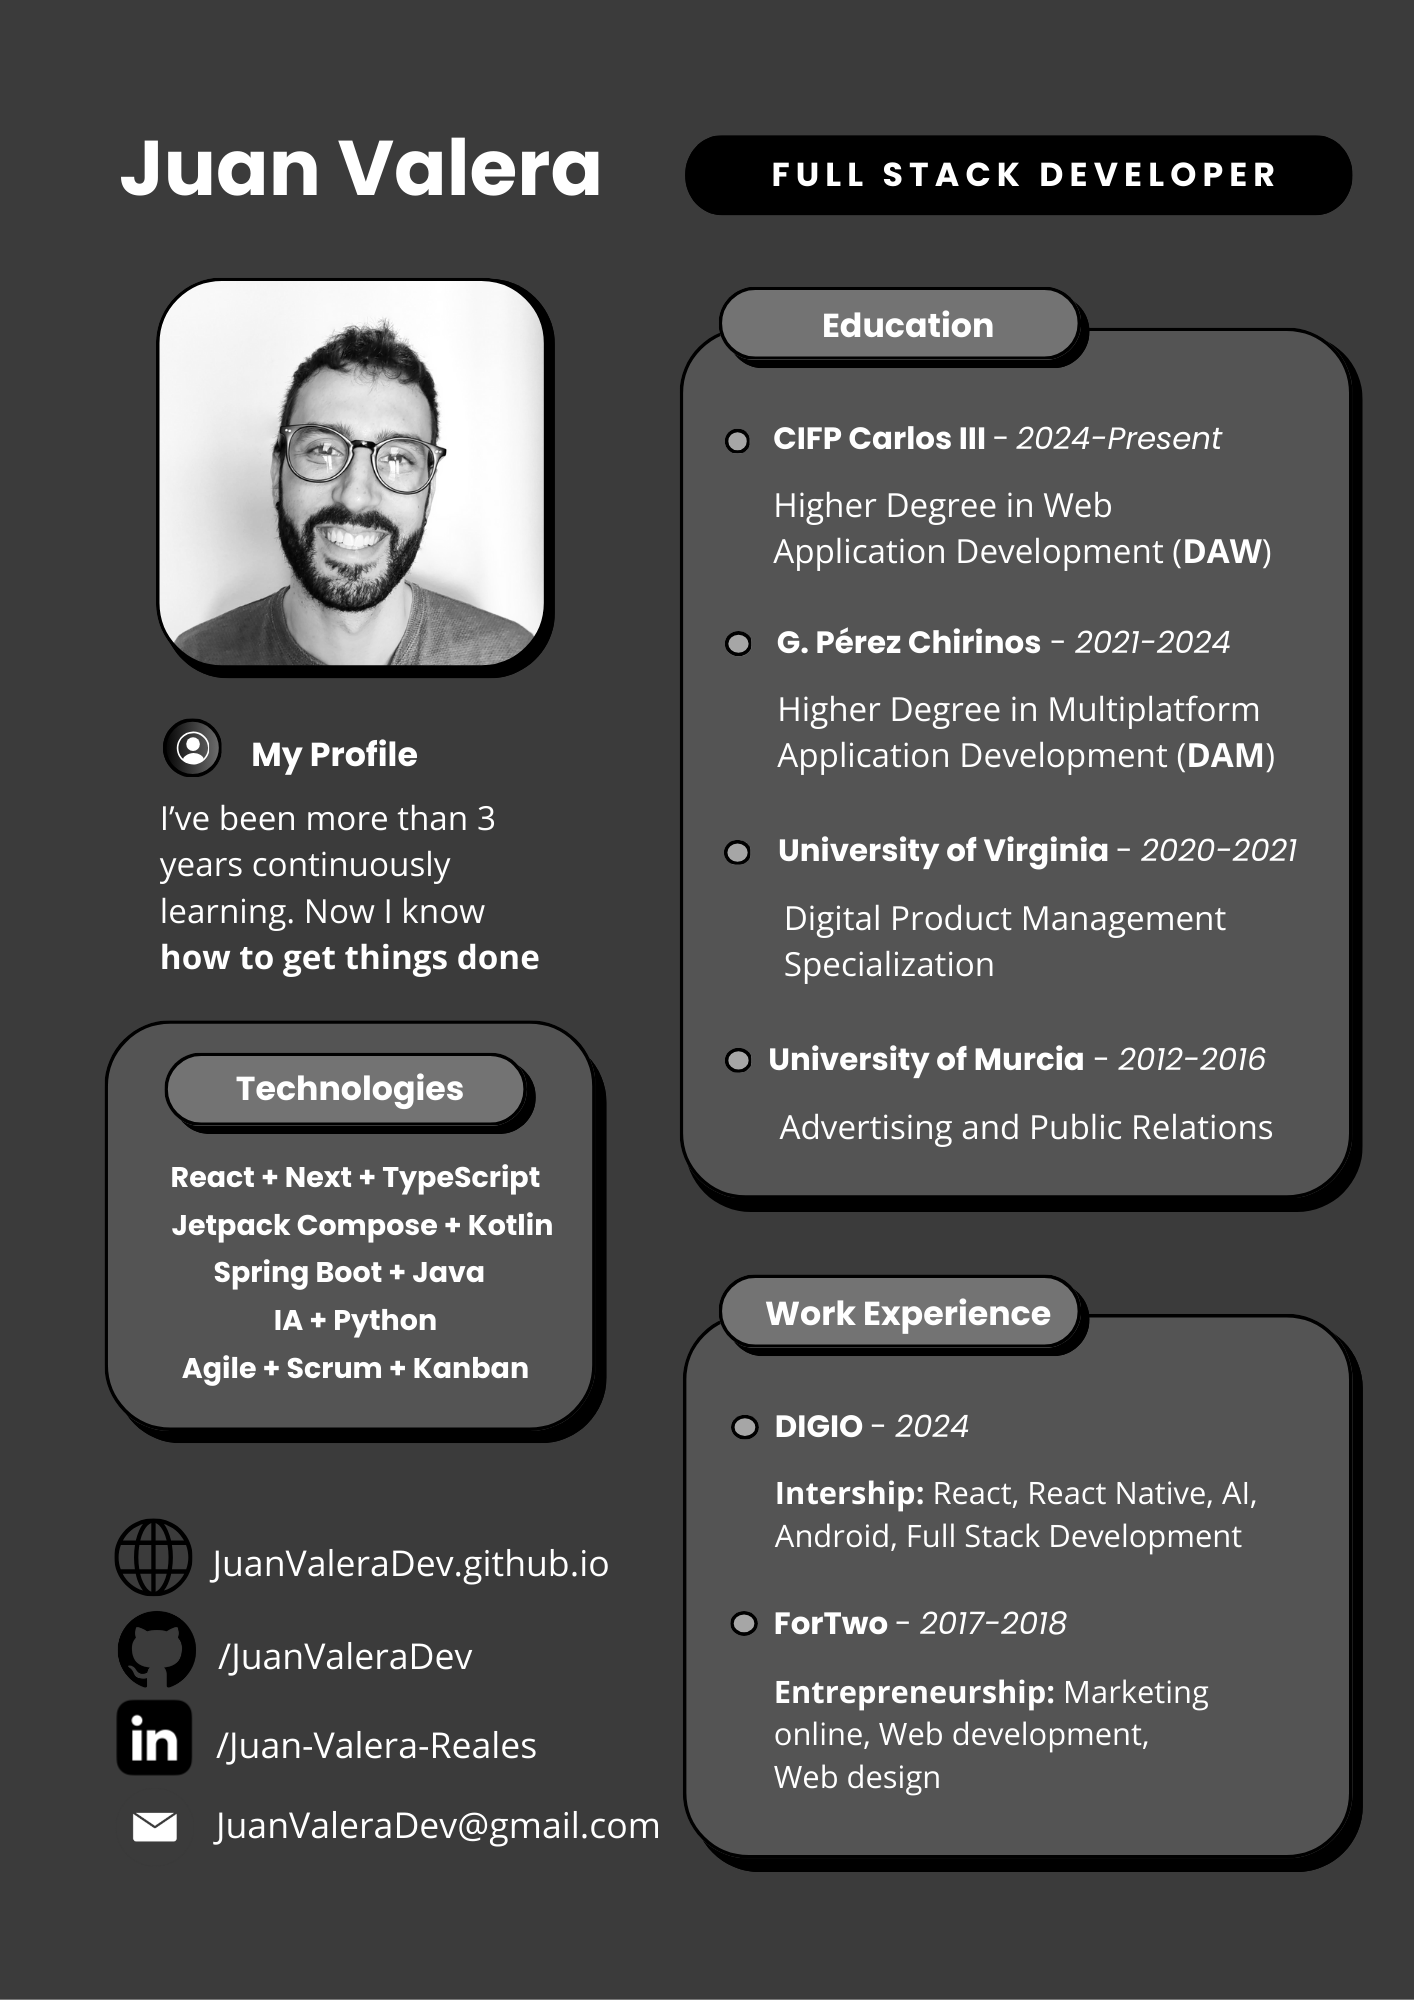 Juan Valera
FULL STACK DEVELOPER
My Profile
I’ve been more than 3
years continuously
learning. Now I know
how to get things done
Technologies
React + Next + TypeScript
Jetpack Compose + Kotlin
Spring Boot + Java
IA + Python
Agile + Scrum + Kanban
JuanValeraDev.github.io
/JuanValeraDev
in
/Juan-Valera-Reales
JuanValeraDev@gmail.com
Education
CIFP Carlos III - 2024-Present
Higher Degree in Web
Application Development (DAW)
G. Pérez Chirinos - 2021-2024
Higher Degree in Multiplatform
Application Development (DAM)
University of Virginia - 2020-2021
Digital Product Management
Specialization
University of Murcia - 2012-2016
Advertising and Public Relations
Work Experience
DIGIO - 2024
Intership: React, React Native, AI,
Android, Full Stack Development
ForTwo - 2017-2018
Entrepreneurship: Marketing
online, Web development,
Web design